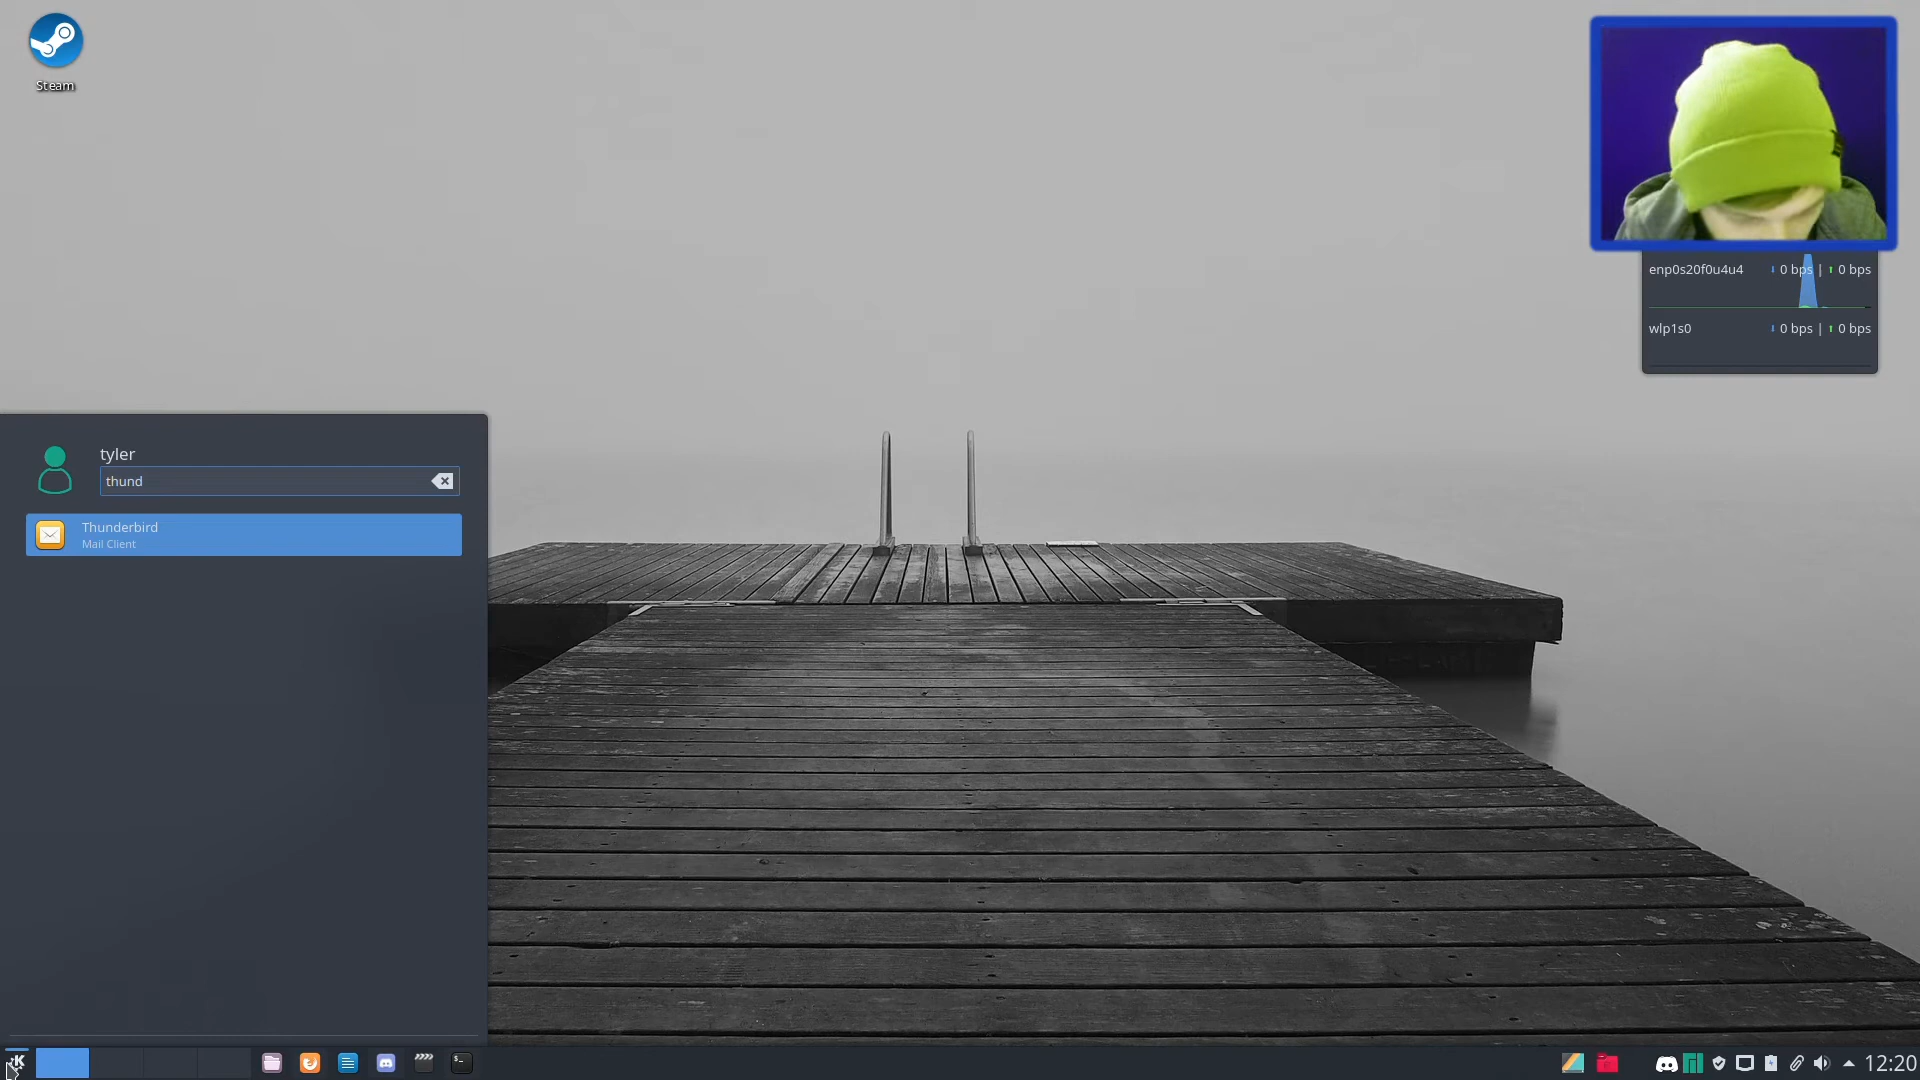 Steam
enp0s20f0u4u4 ↓ 0 bps | ↑ 0 bps
wlp1s0 ↓ 0 bps | ↑ 0 bps
tyler
thund
Thunderbird
Mail Client
12:20